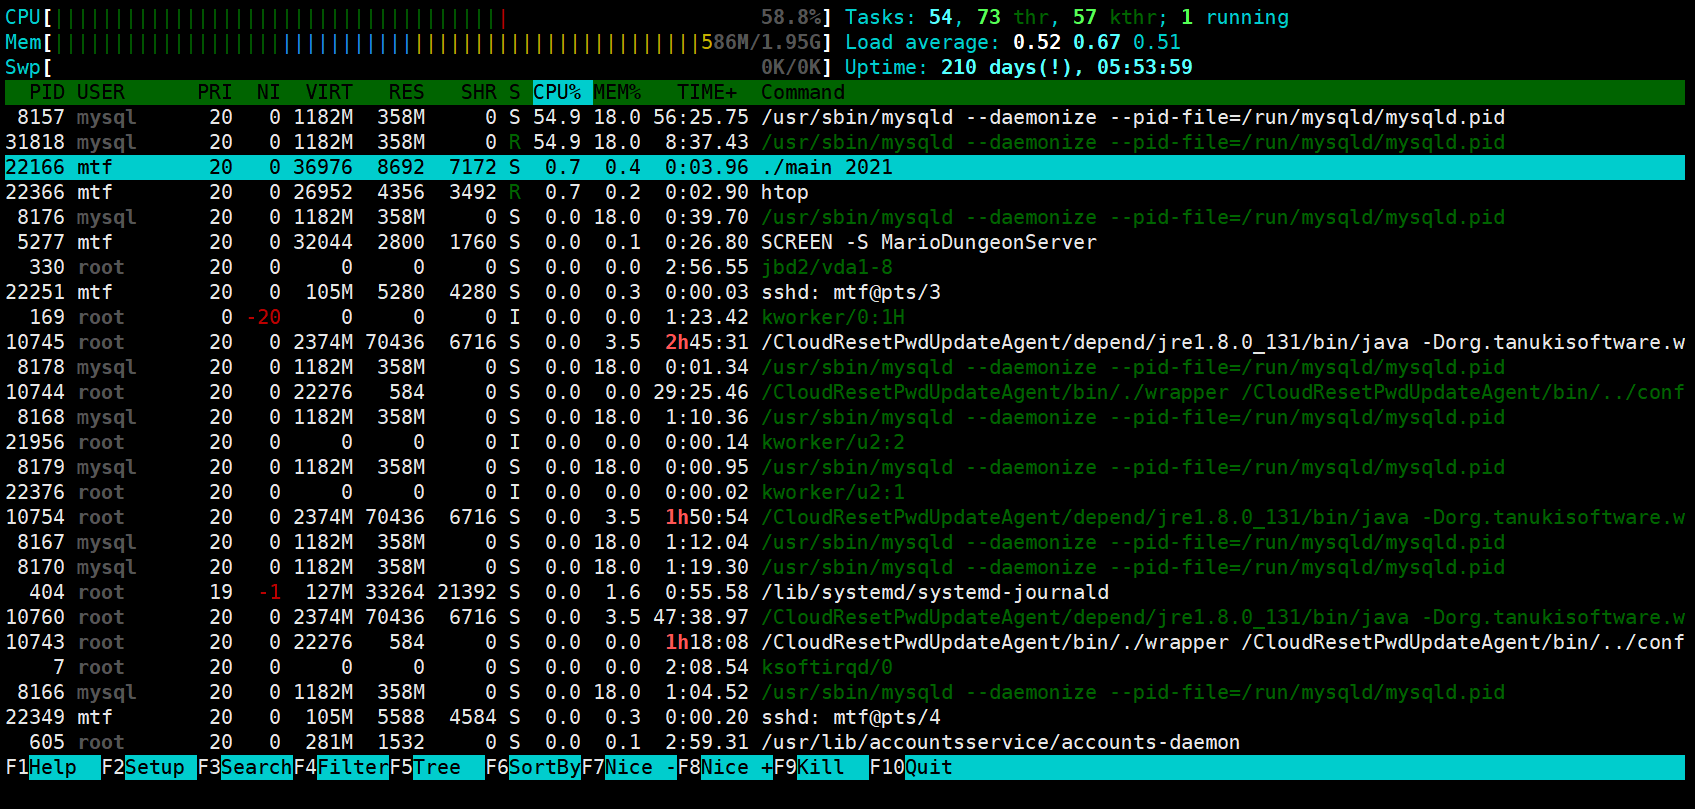 CPU[||||||||||||||||||||||||||||||||||||||                     58.8%] Tasks: 54, 73 thr, 57 kthr; 1 running
Mem[||||||||||||||||||||||||||||||||||||||||||||||||||||||586M/1.95G] Load average: 0.52 0.67 0.51
Swp[                                                           0K/0K] Uptime: 210 days(!), 05:53:59
  PID USER      PRI  NI  VIRT   RES   SHR S CPU% MEM%   TIME+  Command
 8157 mysql      20   0 1182M  358M     0 S 54.9 18.0 56:25.75 /usr/sbin/mysqld --daemonize --pid-file=/run/mysqld/mysqld.pid
31818 mysql      20   0 1182M  358M     0 R 54.9 18.0  8:37.43 /usr/sbin/mysqld --daemonize --pid-file=/run/mysqld/mysqld.pid
22166 mtf        20   0 36976  8692  7172 S  0.7  0.4  0:03.96 ./main 2021
22366 mtf        20   0 26952  4356  3492 R  0.7  0.2  0:02.90 htop
 8176 mysql      20   0 1182M  358M     0 S  0.0 18.0  0:39.70 /usr/sbin/mysqld --daemonize --pid-file=/run/mysqld/mysqld.pid
 5277 mtf        20   0 32044  2800  1760 S  0.0  0.1  0:26.80 SCREEN -S MarioDungeonServer
  330 root       20   0     0     0     0 S  0.0  0.0  2:56.55 jbd2/vda1-8
22251 mtf        20   0  105M  5280  4280 S  0.0  0.3  0:00.03 sshd: mtf@pts/3
  169 root        0 -20     0     0     0 I  0.0  0.0  1:23.42 kworker/0:1H
10745 root       20   0 2374M 70436  6716 S  0.0  3.5  2h45:31 /CloudResetPwdUpdateAgent/depend/jre1.8.0_131/bin/java -Dorg.tanukisoftware.w
 8178 mysql      20   0 1182M  358M     0 S  0.0 18.0  0:01.34 /usr/sbin/mysqld --daemonize --pid-file=/run/mysqld/mysqld.pid
10744 root       20   0 22276   584     0 S  0.0  0.0 29:25.46 /CloudResetPwdUpdateAgent/bin/./wrapper /CloudResetPwdUpdateAgent/bin/../conf
 8168 mysql      20   0 1182M  358M     0 S  0.0 18.0  1:10.36 /usr/sbin/mysqld --daemonize --pid-file=/run/mysqld/mysqld.pid
21956 root       20   0     0     0     0 I  0.0  0.0  0:00.14 kworker/u2:2
 8179 mysql      20   0 1182M  358M     0 S  0.0 18.0  0:00.95 /usr/sbin/mysqld --daemonize --pid-file=/run/mysqld/mysqld.pid
22376 root       20   0     0     0     0 I  0.0  0.0  0:00.02 kworker/u2:1
10754 root       20   0 2374M 70436  6716 S  0.0  3.5  1h50:54 /CloudResetPwdUpdateAgent/depend/jre1.8.0_131/bin/java -Dorg.tanukisoftware.w
 8167 mysql      20   0 1182M  358M     0 S  0.0 18.0  1:12.04 /usr/sbin/mysqld --daemonize --pid-file=/run/mysqld/mysqld.pid
 8170 mysql      20   0 1182M  358M     0 S  0.0 18.0  1:19.30 /usr/sbin/mysqld --daemonize --pid-file=/run/mysqld/mysqld.pid
  404 root       19  -1  127M 33264 21392 S  0.0  1.6  0:55.58 /lib/systemd/systemd-journald
10760 root       20   0 2374M 70436  6716 S  0.0  3.5 47:38.97 /CloudResetPwdUpdateAgent/depend/jre1.8.0_131/bin/java -Dorg.tanukisoftware.w
10743 root       20   0 22276   584     0 S  0.0  0.0  1h18:08 /CloudResetPwdUpdateAgent/bin/./wrapper /CloudResetPwdUpdateAgent/bin/../conf
    7 root       20   0     0     0     0 S  0.0  0.0  2:08.54 ksoftirqd/0
 8166 mysql      20   0 1182M  358M     0 S  0.0 18.0  1:04.52 /usr/sbin/mysqld --daemonize --pid-file=/run/mysqld/mysqld.pid
22349 mtf        20   0  105M  5588  4584 S  0.0  0.3  0:00.20 sshd: mtf@pts/4
  605 root       20   0  281M  1532     0 S  0.0  0.1  2:59.31 /usr/lib/accountsservice/accounts-daemon
F1Help  F2Setup F3SearchF4FilterF5Tree  F6SortByF7Nice -F8Nice +F9Kill  F10Quit